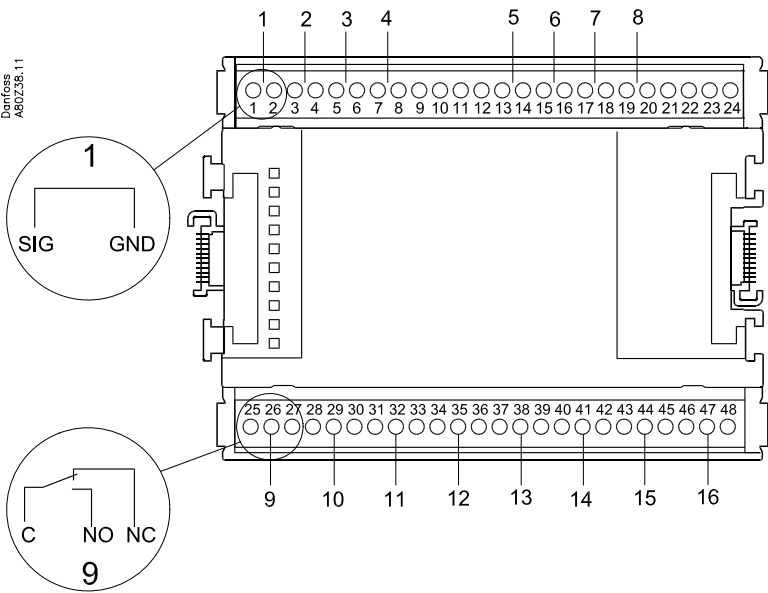 Danfoss
A80Z38.11
1 2 3 4 5 6 7 8
1 2 3 4 5 6 7 8 9 10 11 12 13 14 15 16 17 18 19 20 21 22 23 24
1
SIG GND
25 26 27 28 29 30 31 32 33 34 35 36 37 38 39 40 41 42 43 44 45 46 47 48
9 10 11 12 13 14 15 16
C NO NC
9